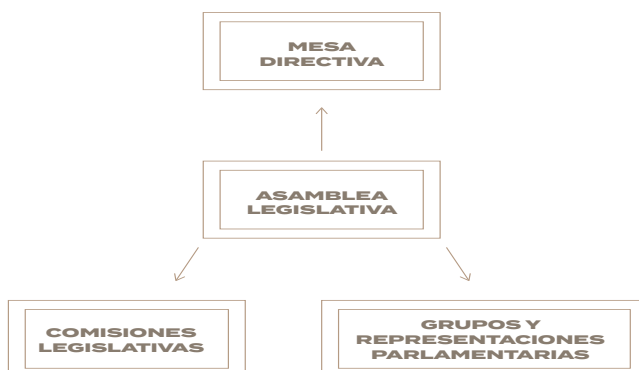 MESA
DIRECTIVA
ASAMBLEA
LEGISLATIVA
COMISIONES
LEGISLATIVAS
GRUPOS Y
REPRESENTACIONES
PARLAMENTARIAS